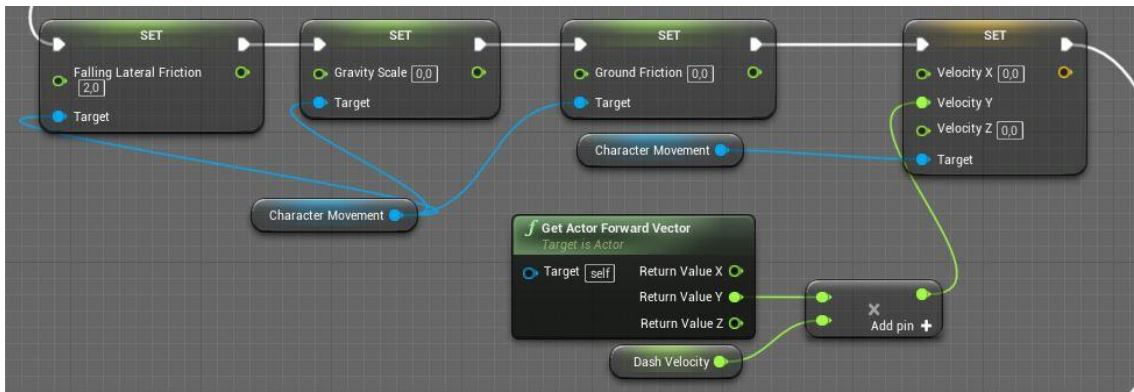 SET
Falling Lateral Friction
2,0
Target
SET
Gravity Scale 0,0
Target
SET
Ground Friction 0,0
Target
SET
Velocity X 0,0
Velocity Y
Velocity Z 0,0
Target
Character Movement
Character Movement
f Get Actor Forward Vector
Target is Actor
Target self
Return Value X
Return Value Y
Return Value Z
Dash Velocity
×
Add pin +